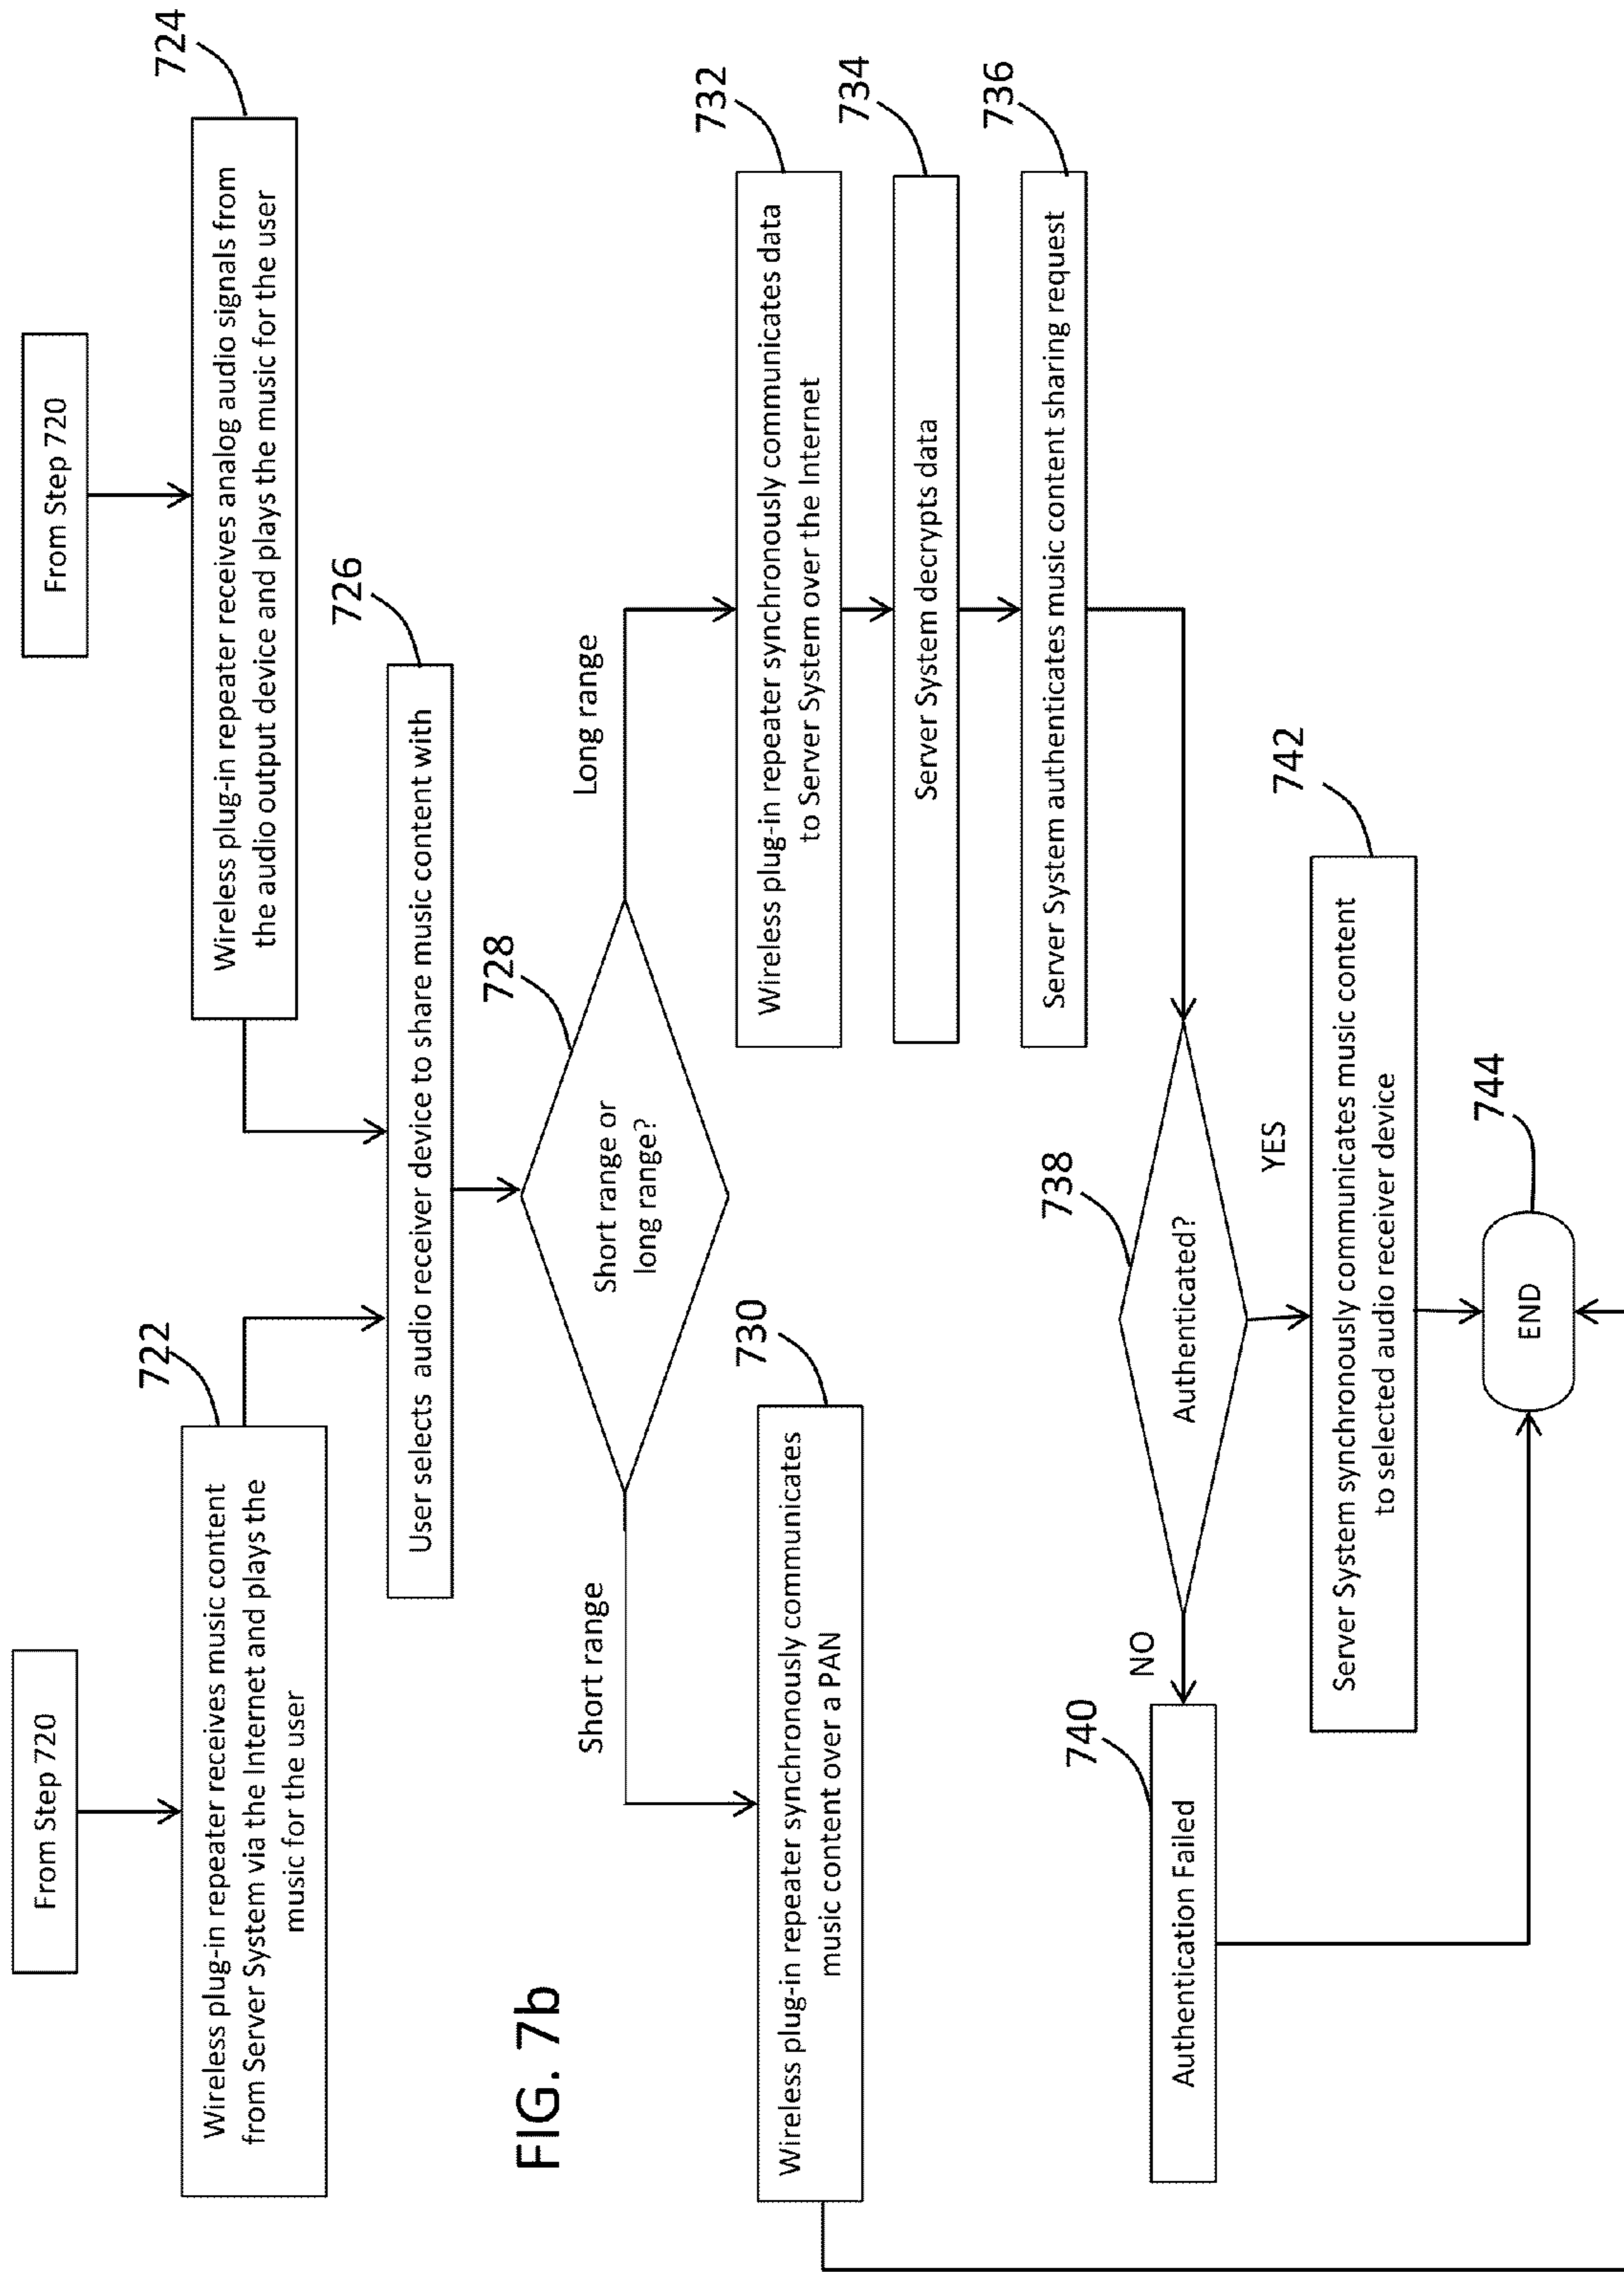 From Step 720
From Step 720
722
Wireless plug-in repeater receives music content
from Server System via the Internet and plays the
music for the user
724
Wireless plug-in repeater receives analog audio signals from
the audio output device and plays the music for the user
726
User selects audio receiver device to share music content with
FIG. 7b
728
Short range or
long range?
Short range
Long range
730
Wireless plug-in repeater synchronously communicates
music content over a PAN
732
Wireless plug-in repeater synchronously communicates data
to Server System over the Internet
734
Server System decrypts data
736
Server System authenticates music content sharing request
738
Authenticated?
NO
YES
740
Authentication Failed
742
Server System synchronously communicates music content
to selected audio receiver device
744
END